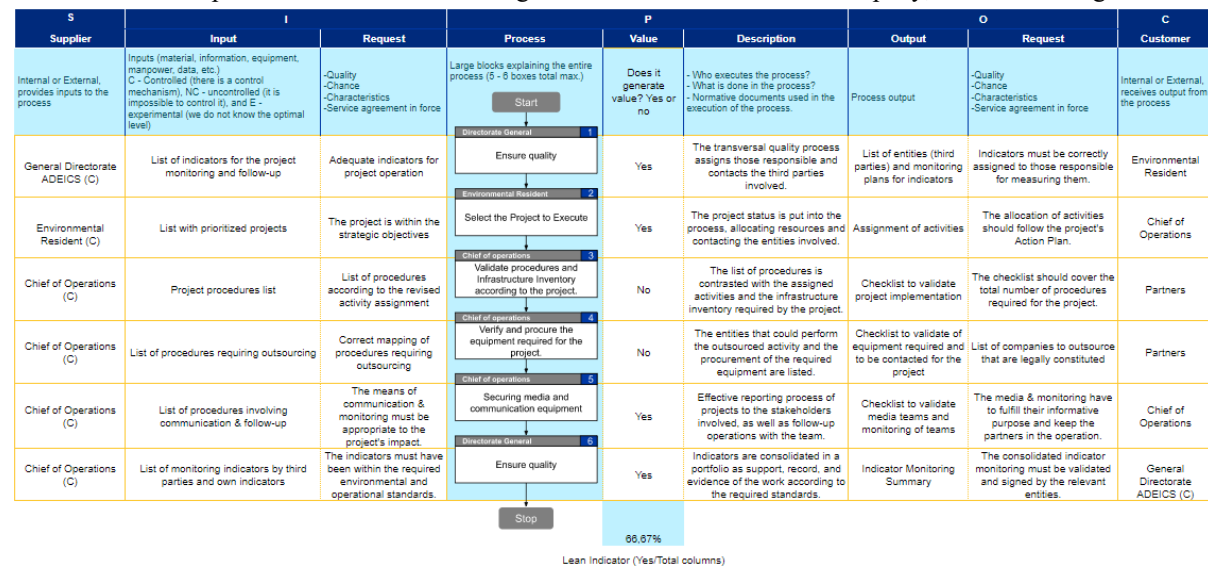 S I P O C
Supplier Input Request Process Value Description Output Request Customer
Internal or External,
provides inputs to the
process
Inputs (material, information, equipment,
manpower, data, etc.)
C - Controlled (there is a control
mechanism), NC - uncontrolled (it is
impossible to control it), and E -
experimental (we do not know the optimal
level)
-Quality
-Chance
-Characteristics
-Service agreement in force
Large blocks explaining the entire
process (5 - 6 boxes total max.)
Start
Does it
generate
value? Yes or
no
- Who executes the process?
- What is done in the process?
- Normative documents used in the
execution of the process.
Process output
-Quality
-Chance
-Characteristics
-Service agreement in force
Internal or External,
receives output from
the process
General Directorate
ADEICS (C)
List of indicators for the project
monitoring and follow-up
Adequate indicators for
project operation
Directorate General 1
Ensure quality
Yes
The transversal quality process
assigns those responsible and
contacts the third parties
involved.
List of entities (third
parties) and monitoring
plans for indicators
Indicators must be correctly
assigned to those responsible
for measuring them.
Environmental
Resident
Environmental
Resident (C)
List with prioritized projects
The project is within the
strategic objectives
Environmental Resident 2
Select the Project to Execute
Yes
The project status is put into the
process, allocating resources and
contacting the entities involved.
Assignment of activities
The allocation of activities
should follow the project's
Action Plan.
Chief of
Operations
Chief of Operations
(C)
Project procedures list
List of procedures
according to the revised
activity assignment
Chief of operations 3
Validate procedures and
Infrastructure Inventory
according to the project.
No
The list of procedures is
contrasted with the assigned
activities and the infrastructure
inventory required by the project.
Checklist to validate
project implementation
The checklist should cover the
total number of procedures
required for the project.
Partners
Chief of Operations
(C)
List of procedures requiring outsourcing
Correct mapping of
procedures requiring
outsourcing
Chief of operations 4
Verify and procure the
equipment required for the
project.
No
The entities that could perform
the outsourced activity and the
procurement of the required
equipment are listed.
Checklist to validate of
equipment required and
to be contacted for the
project
List of companies to outsource
that are legally constituted
Partners
Chief of Operations
(C)
List of procedures involving
communication & follow-up
The means of
communication &
monitoring must be
appropriate to the
project's impact.
Chief of operations 5
Securing media and
communication equipment
Yes
Effective reporting process of
projects to the stakeholders
involved, as well as follow-up
operations with the team.
Checklist to validate
media teams and
monitoring of teams
The media & monitoring have
to fulfill their informative
purpose and keep the
partners in the operation.
Chief of
Operations
Chief of Operations
(C)
List of monitoring indicators by third
parties and own indicators
The indicators must have
been within the required
environmental and
operational standards.
Directorate General 6
Ensure quality
Yes
Indicators are consolidated in a
portfolio as support, record, and
evidence of the work according to
the required standards.
Indicator Monitoring
Summary
The consolidated indicator
monitoring must be validated
and signed by the relevant
entities.
General
Directorate
ADEICS (C)
Stop
66,67%
Lean Indicator (Yes/Total columns)